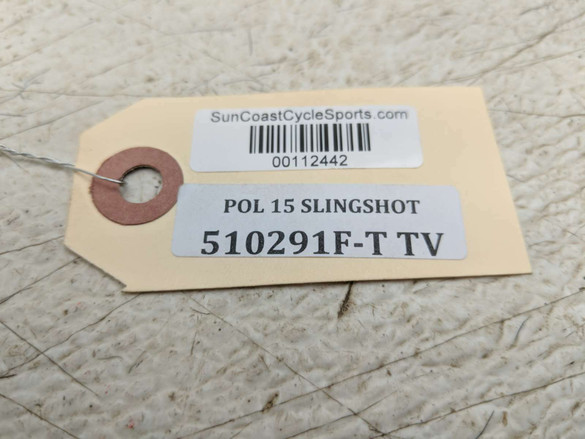 SunCoastCycleSports.com
00112442
POL 15 SLINGSHOT
510291F-T TV